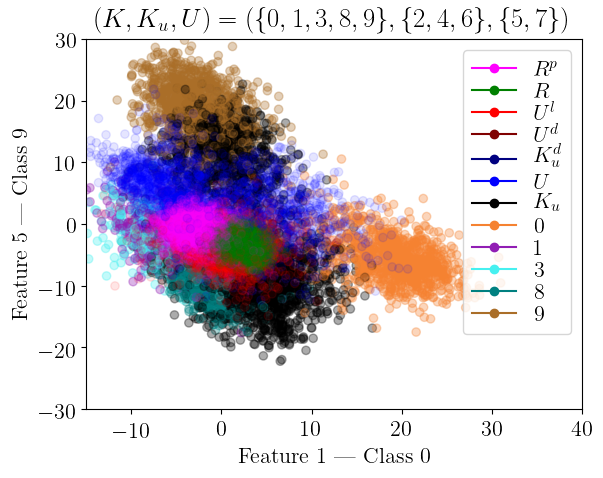 (K, K_u, U) = ({0, 1, 3, 8, 9}, {2, 4, 6}, {5, 7})
30
20
10
0
−10
−20
−30
−10
0
10
20
30
40
Feature 5 — Class 9
Feature 1 — Class 0
R^p
R
U^l
U^d
K_u^d
U
K_u
0
1
3
8
9